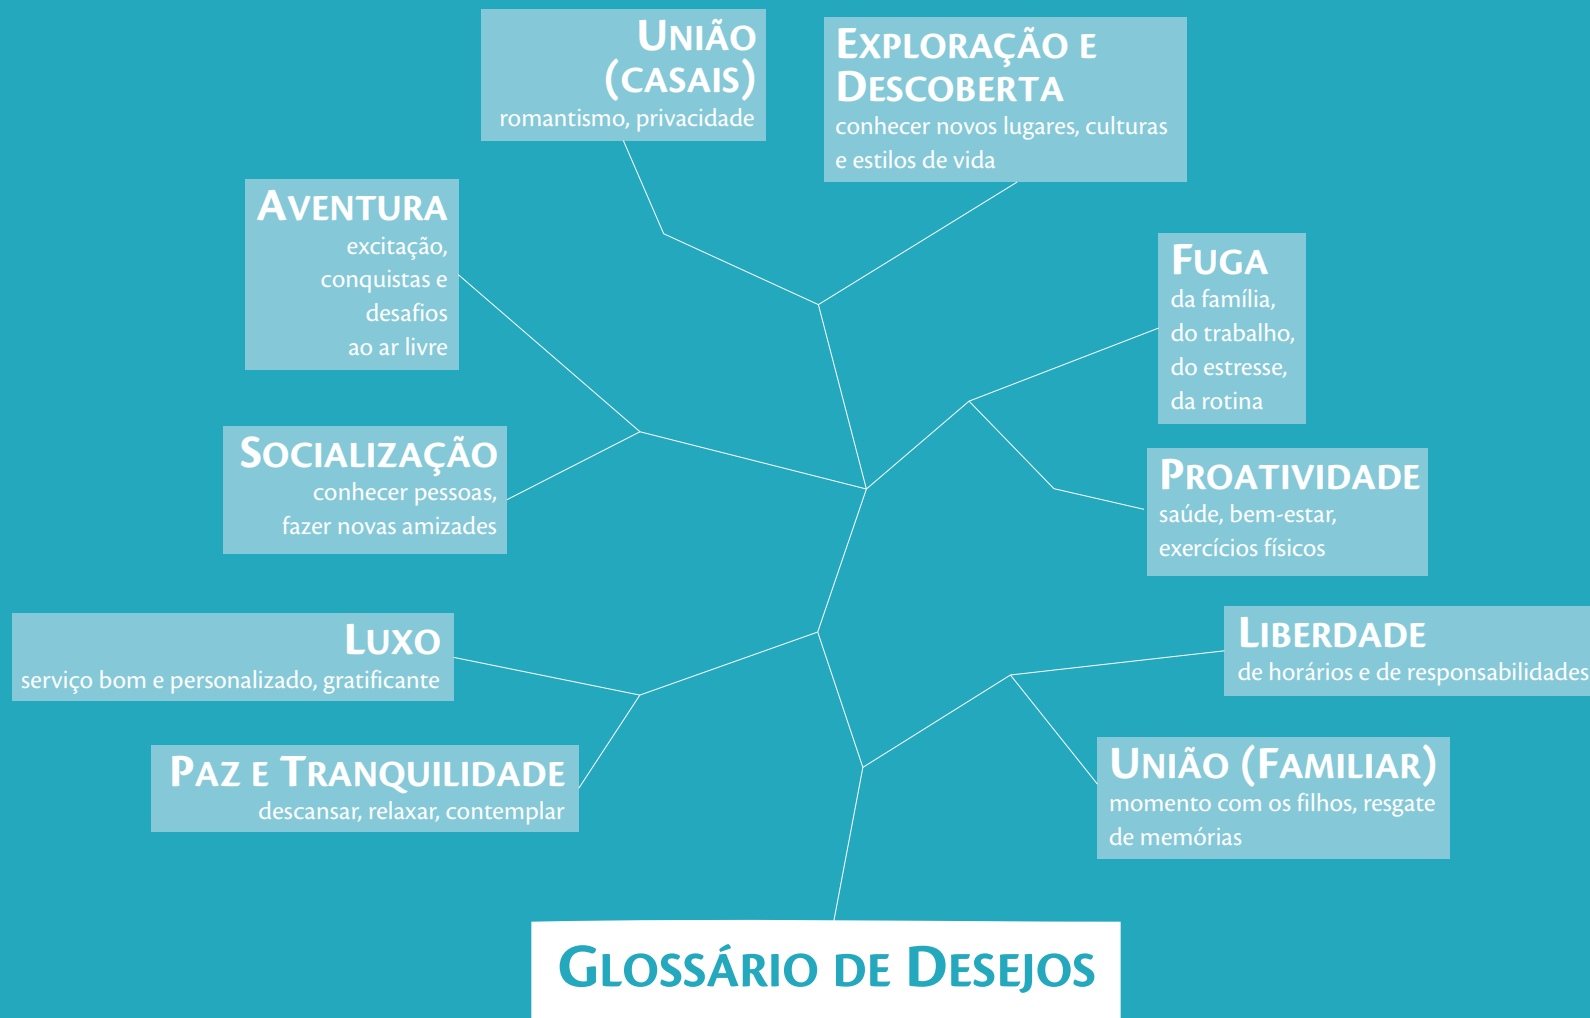 União
(casais)
romantismo, privacidade
Exploração e
Descoberta
conhecer novos lugares, culturas
e estilos de vida
Aventura
excitação,
conquistas e
desafios
ao ar livre
Fuga
da família,
do trabalho,
do estresse,
da rotina
Socialização
conhecer pessoas,
fazer novas amizades
Proatividade
saúde, bem-estar,
exercícios físicos
Luxo
serviço bom e personalizado, gratificante
Liberdade
de horários e de responsabilidades
Paz e Tranquilidade
descansar, relaxar, contemplar
União (Familiar)
momento com os filhos, resgate
de memórias
Glossário de Desejos